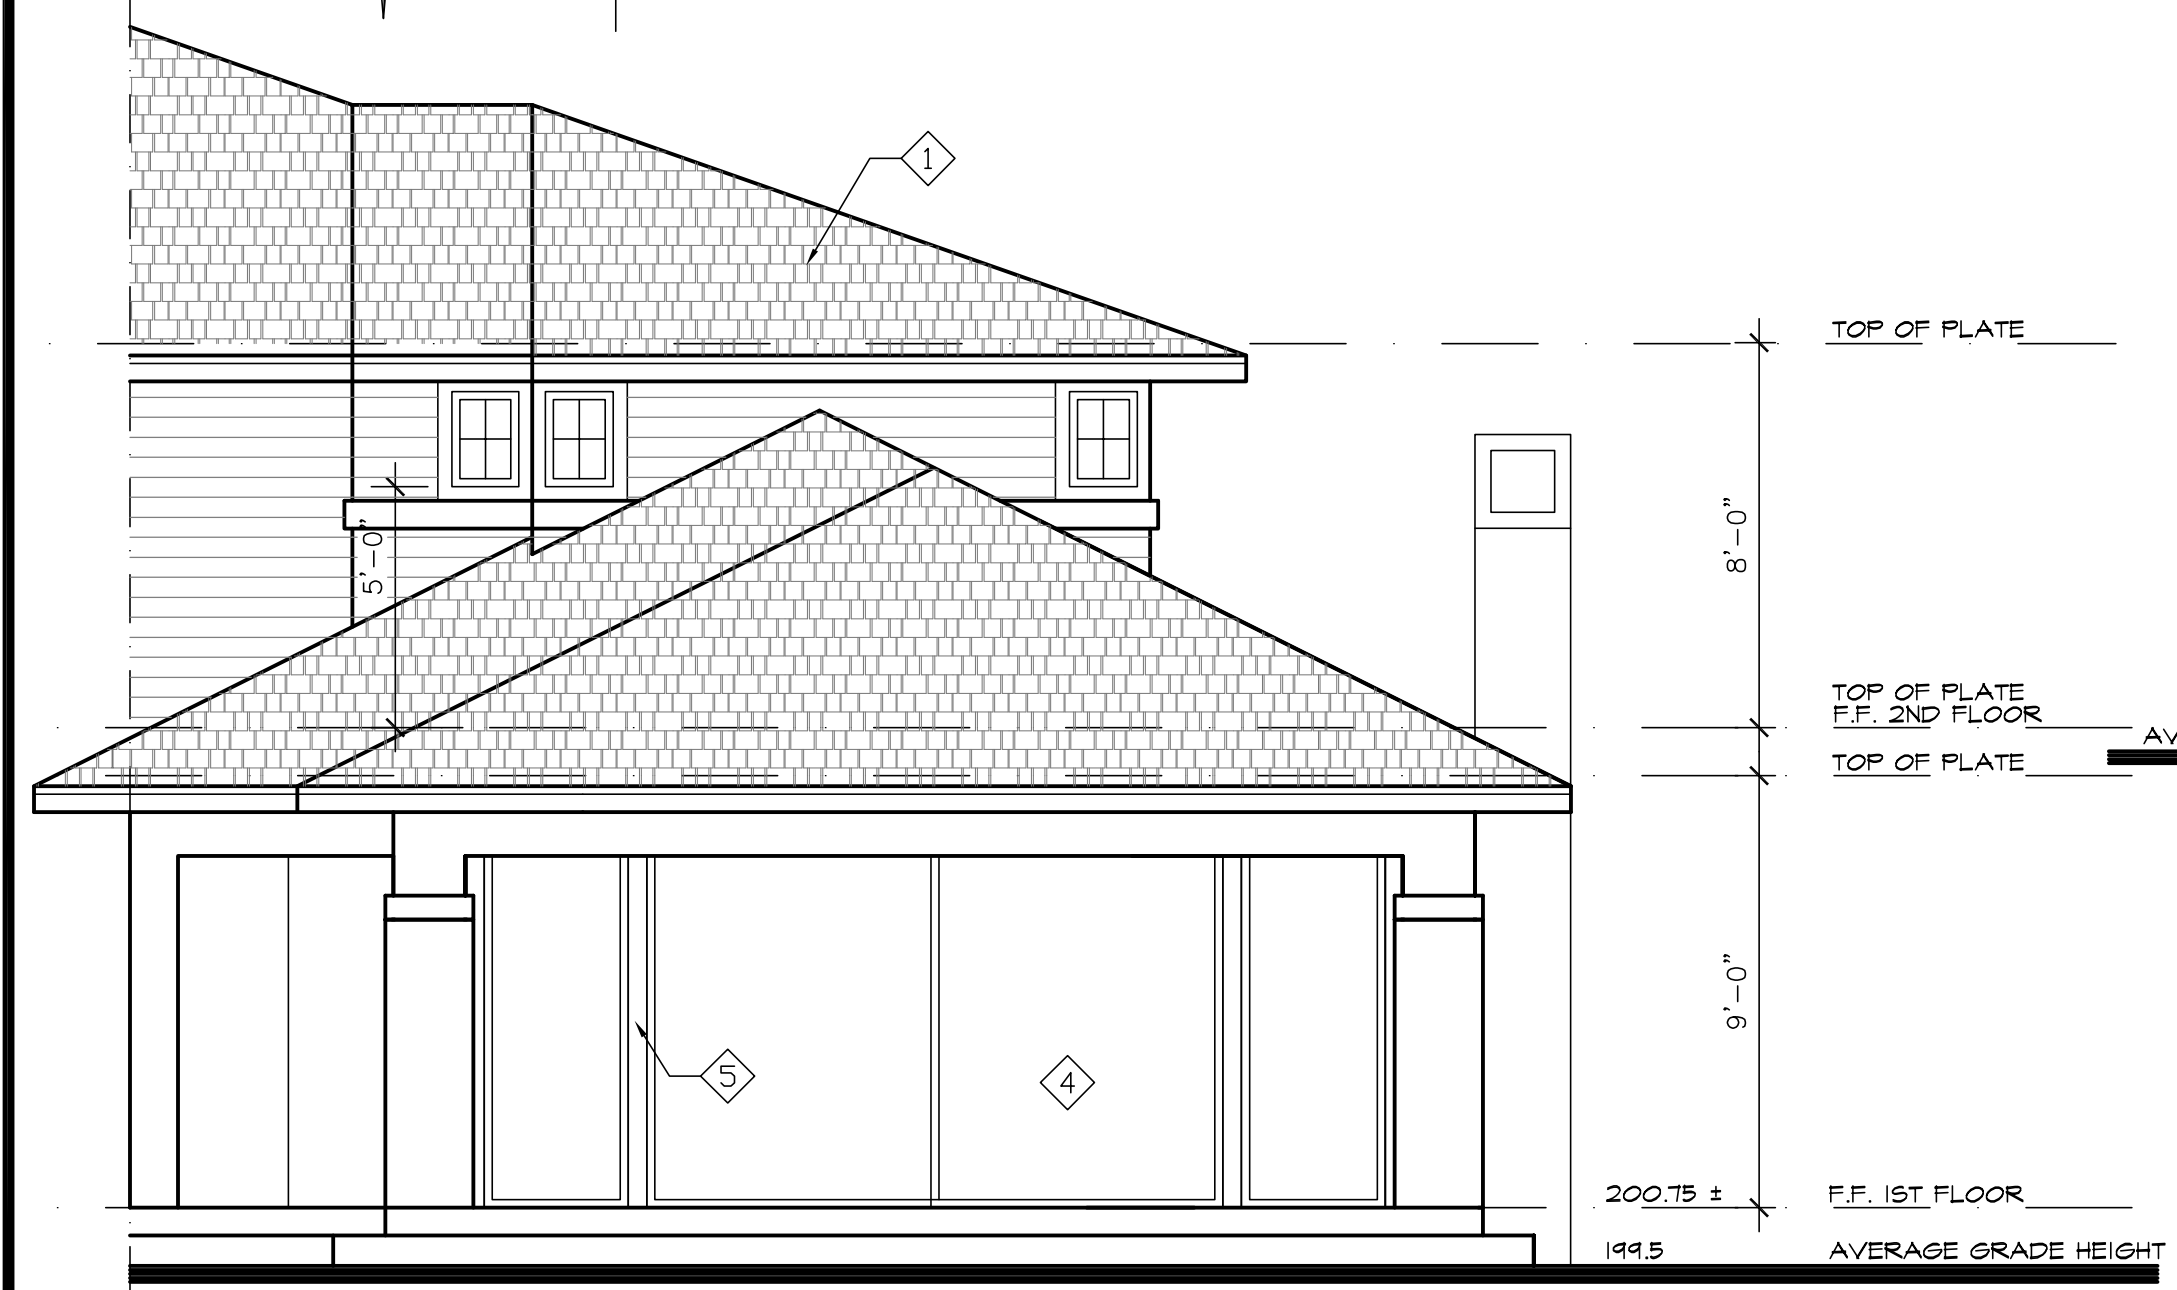 1
TOP OF PLATE
8'-0"
5'-0"
TOP OF PLATE
F.F. 2ND FLOOR
AV
TOP OF PLATE
9'-0"
5
4
200.75 ±
F.F. 1ST FLOOR
199.5
AVERAGE GRADE HEIGHT